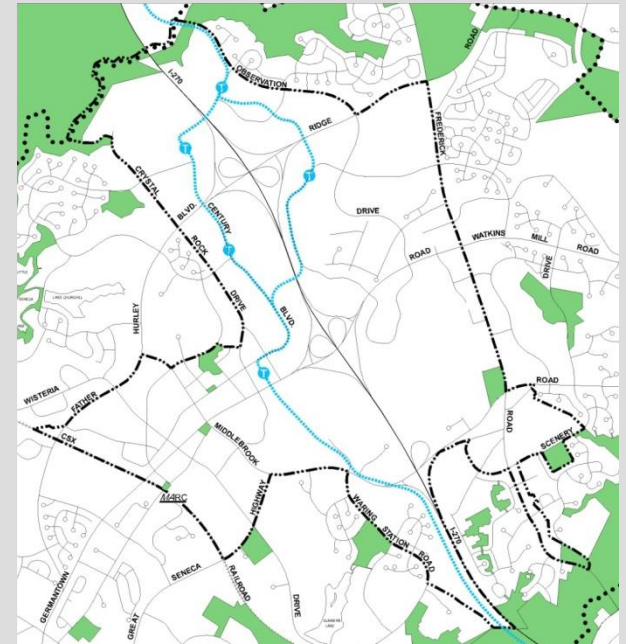 ROAD
I-270
OBSERVATION
T
FREDERICK
RIDGE
T
T
CRYSTAL
BLVD.
CENTURY
DRIVE
WATKINS
MILL
ROAD
ROAD
DRIVE
ROCK
T
DRIVE
BLVD.
HURLEY
T
WISTERIA
FATHER
ROAD
ROAD
SCENERY
CSX
MIDDLEBROOK
MARC
HIGHWAY
WARING
STATION
ROAD
I-270
SENECA
RAILROAD
DRIVE
GERMANTOWN
GREAT